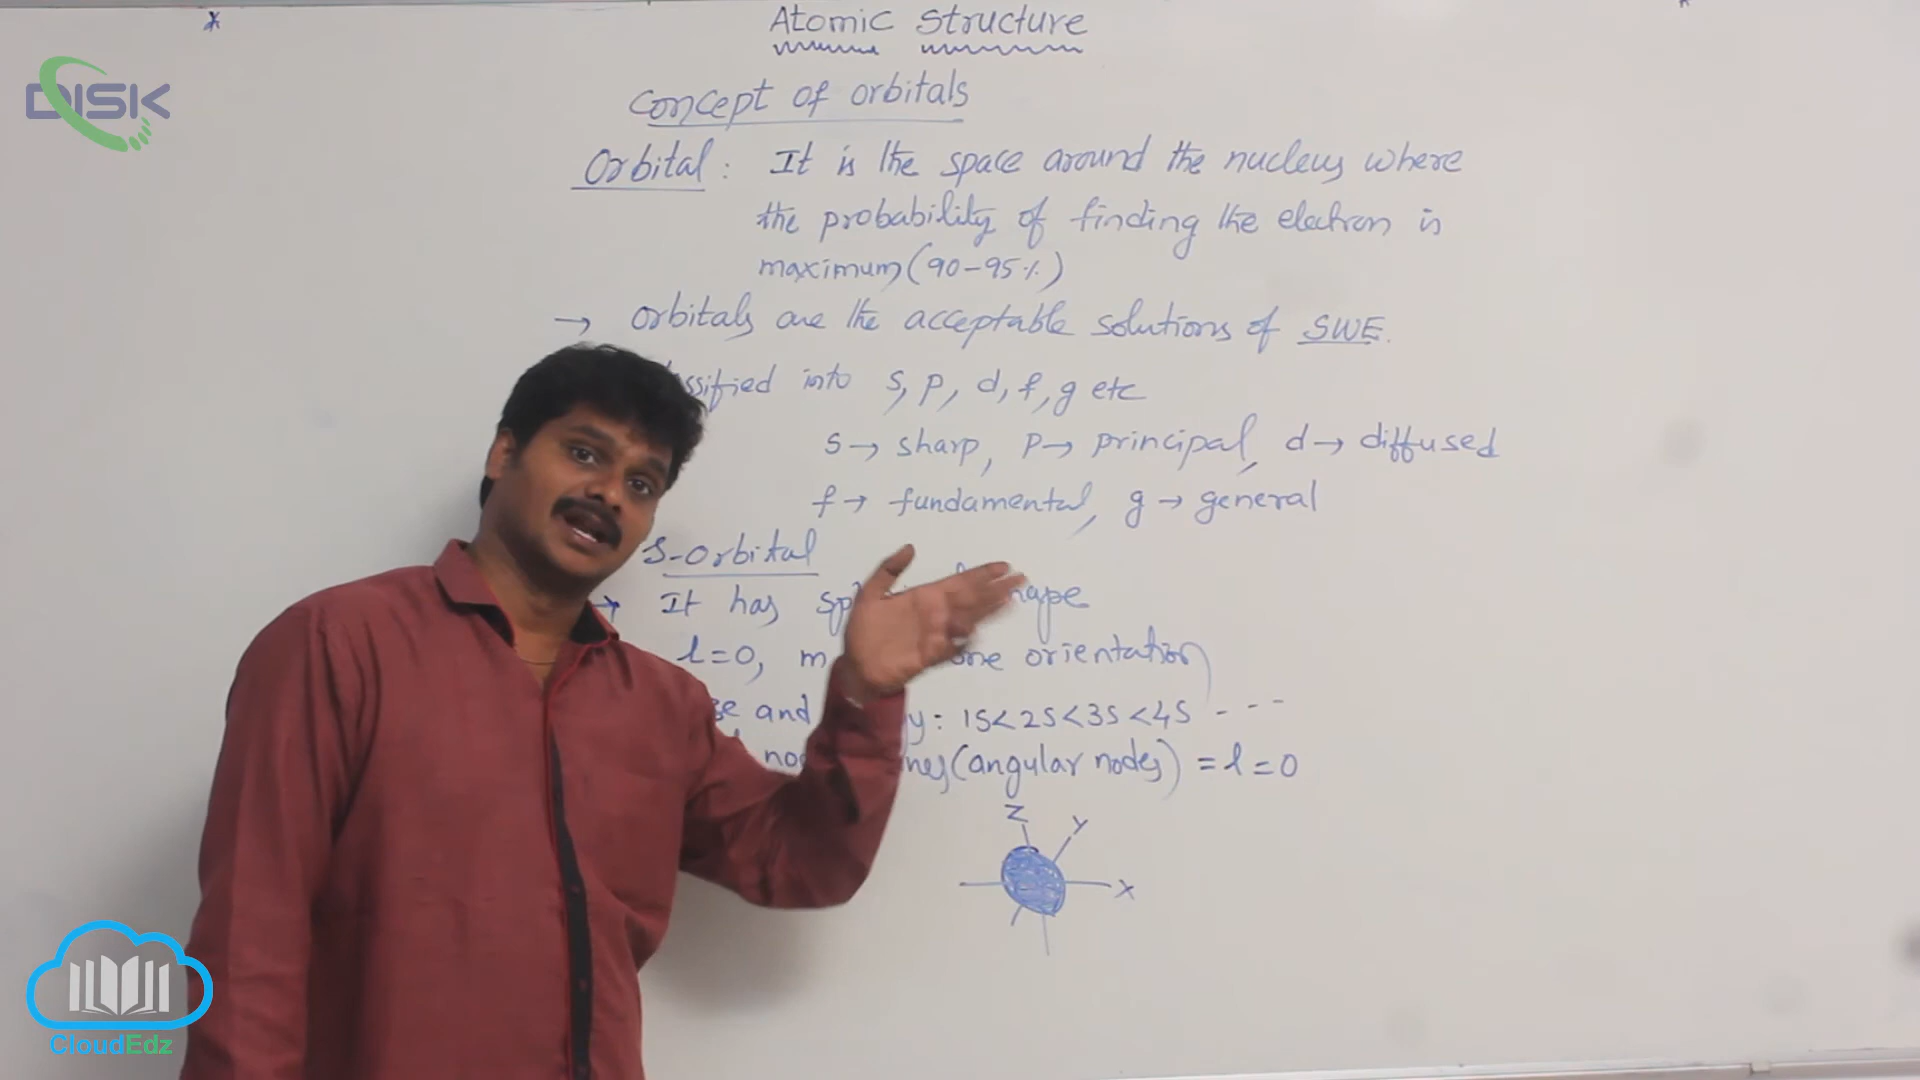 Atomic Structure
DISK
Concept of orbitals
Orbital : It is the space around the nucleus where
the probability of finding the electron is
maximum (90-95%)
→ Orbitals are the acceptable solutions of SWE.
into s, p, d, f, g etc
s → sharp, p → principal, d → diffused
f → fundamental, g → general
S-Orbital
→ It has
l=0, orientation
and : 1S<2S<3S<4S - - -
(angular nodes) = l = 0
Z
Y
X
CloudEdz